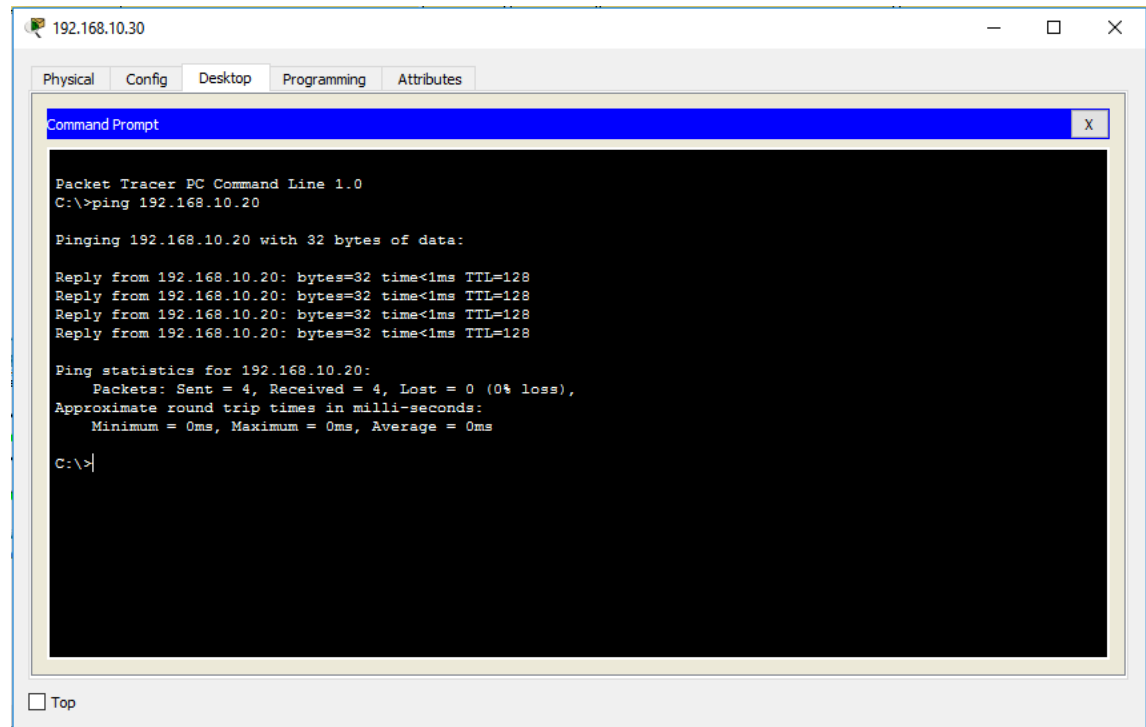 192.168.10.30
Physical Config Desktop Programming Attributes
Command Prompt X
Packet Tracer PC Command Line 1.0
C:\>ping 192.168.10.20
Pinging 192.168.10.20 with 32 bytes of data:
Reply from 192.168.10.20: bytes=32 time<1ms TTL=128
Reply from 192.168.10.20: bytes=32 time<1ms TTL=128
Reply from 192.168.10.20: bytes=32 time<1ms TTL=128
Reply from 192.168.10.20: bytes=32 time<1ms TTL=128
Ping statistics for 192.168.10.20:
Packets: Sent = 4, Received = 4, Lost = 0 (0% loss),
Approximate round trip times in milli-seconds:
Minimum = 0ms, Maximum = 0ms, Average = 0ms
C:\>
Top